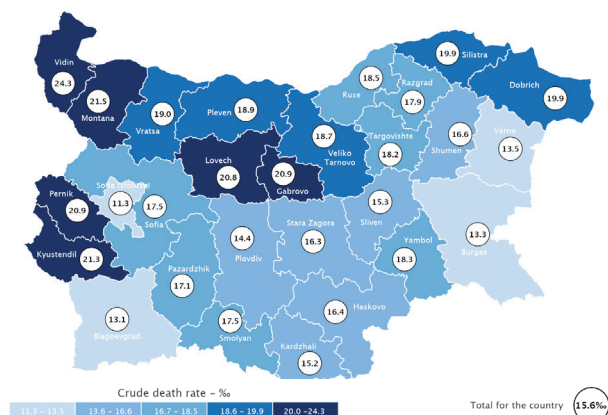 19.9
Silistra
Vidin
24.3
18.5
Razgrad
Dobrich
Ruse
17.9
19.9
21.5
Montana
19.0
Vratsa
18.9
Pleven
18.7
Veliko
Tarnovo
Targovishte
18.2
16.6
Shumen
Varna
13.5
Lovech
20.8
20.9
Gabrovo
Pernik
20.9
11.3
17.5
Sofia
15.3
Sliven
Stara Zagora
16.3
14.4
Plovdiv
Yambol
18.3
13.3
Burgas
Kyustendil
21.3
Pazardzhik
17.1
16.4
Haskovo
13.1
Blagoevgrad
17.5
Smolyan
Kardzhali
15.2
Crude death rate – ‰
11.3 – 13.5 13.6 – 16.6 16.7 – 18.5 18.6 – 19.9 20.0 –24.3
Total for the country 15.6‰